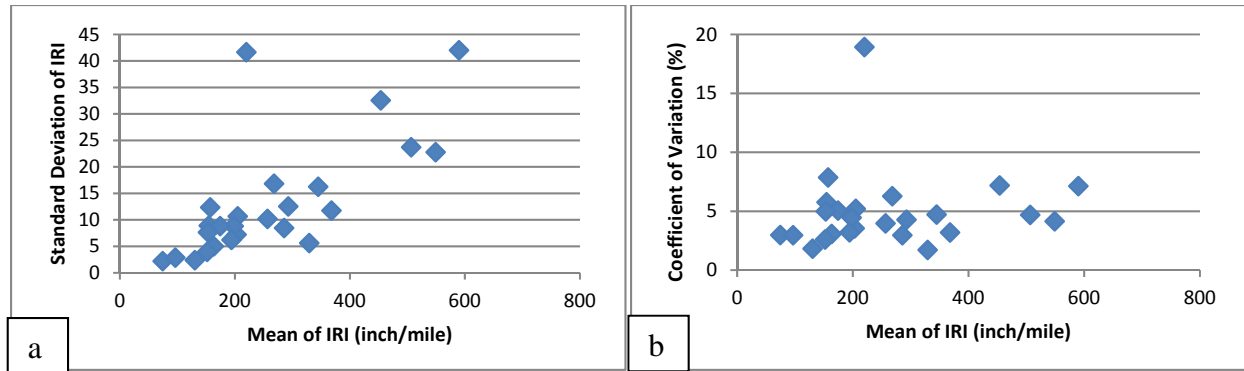 Standard Deviation of IRI
45
40
35
30
25
20
15
10
5
0
0 200 400 600 800
Mean of IRI (inch/mile)
a
Coefficient of Variation (%)
20
15
10
5
0
0 200 400 600 800
Mean of IRI (inch/mile)
b